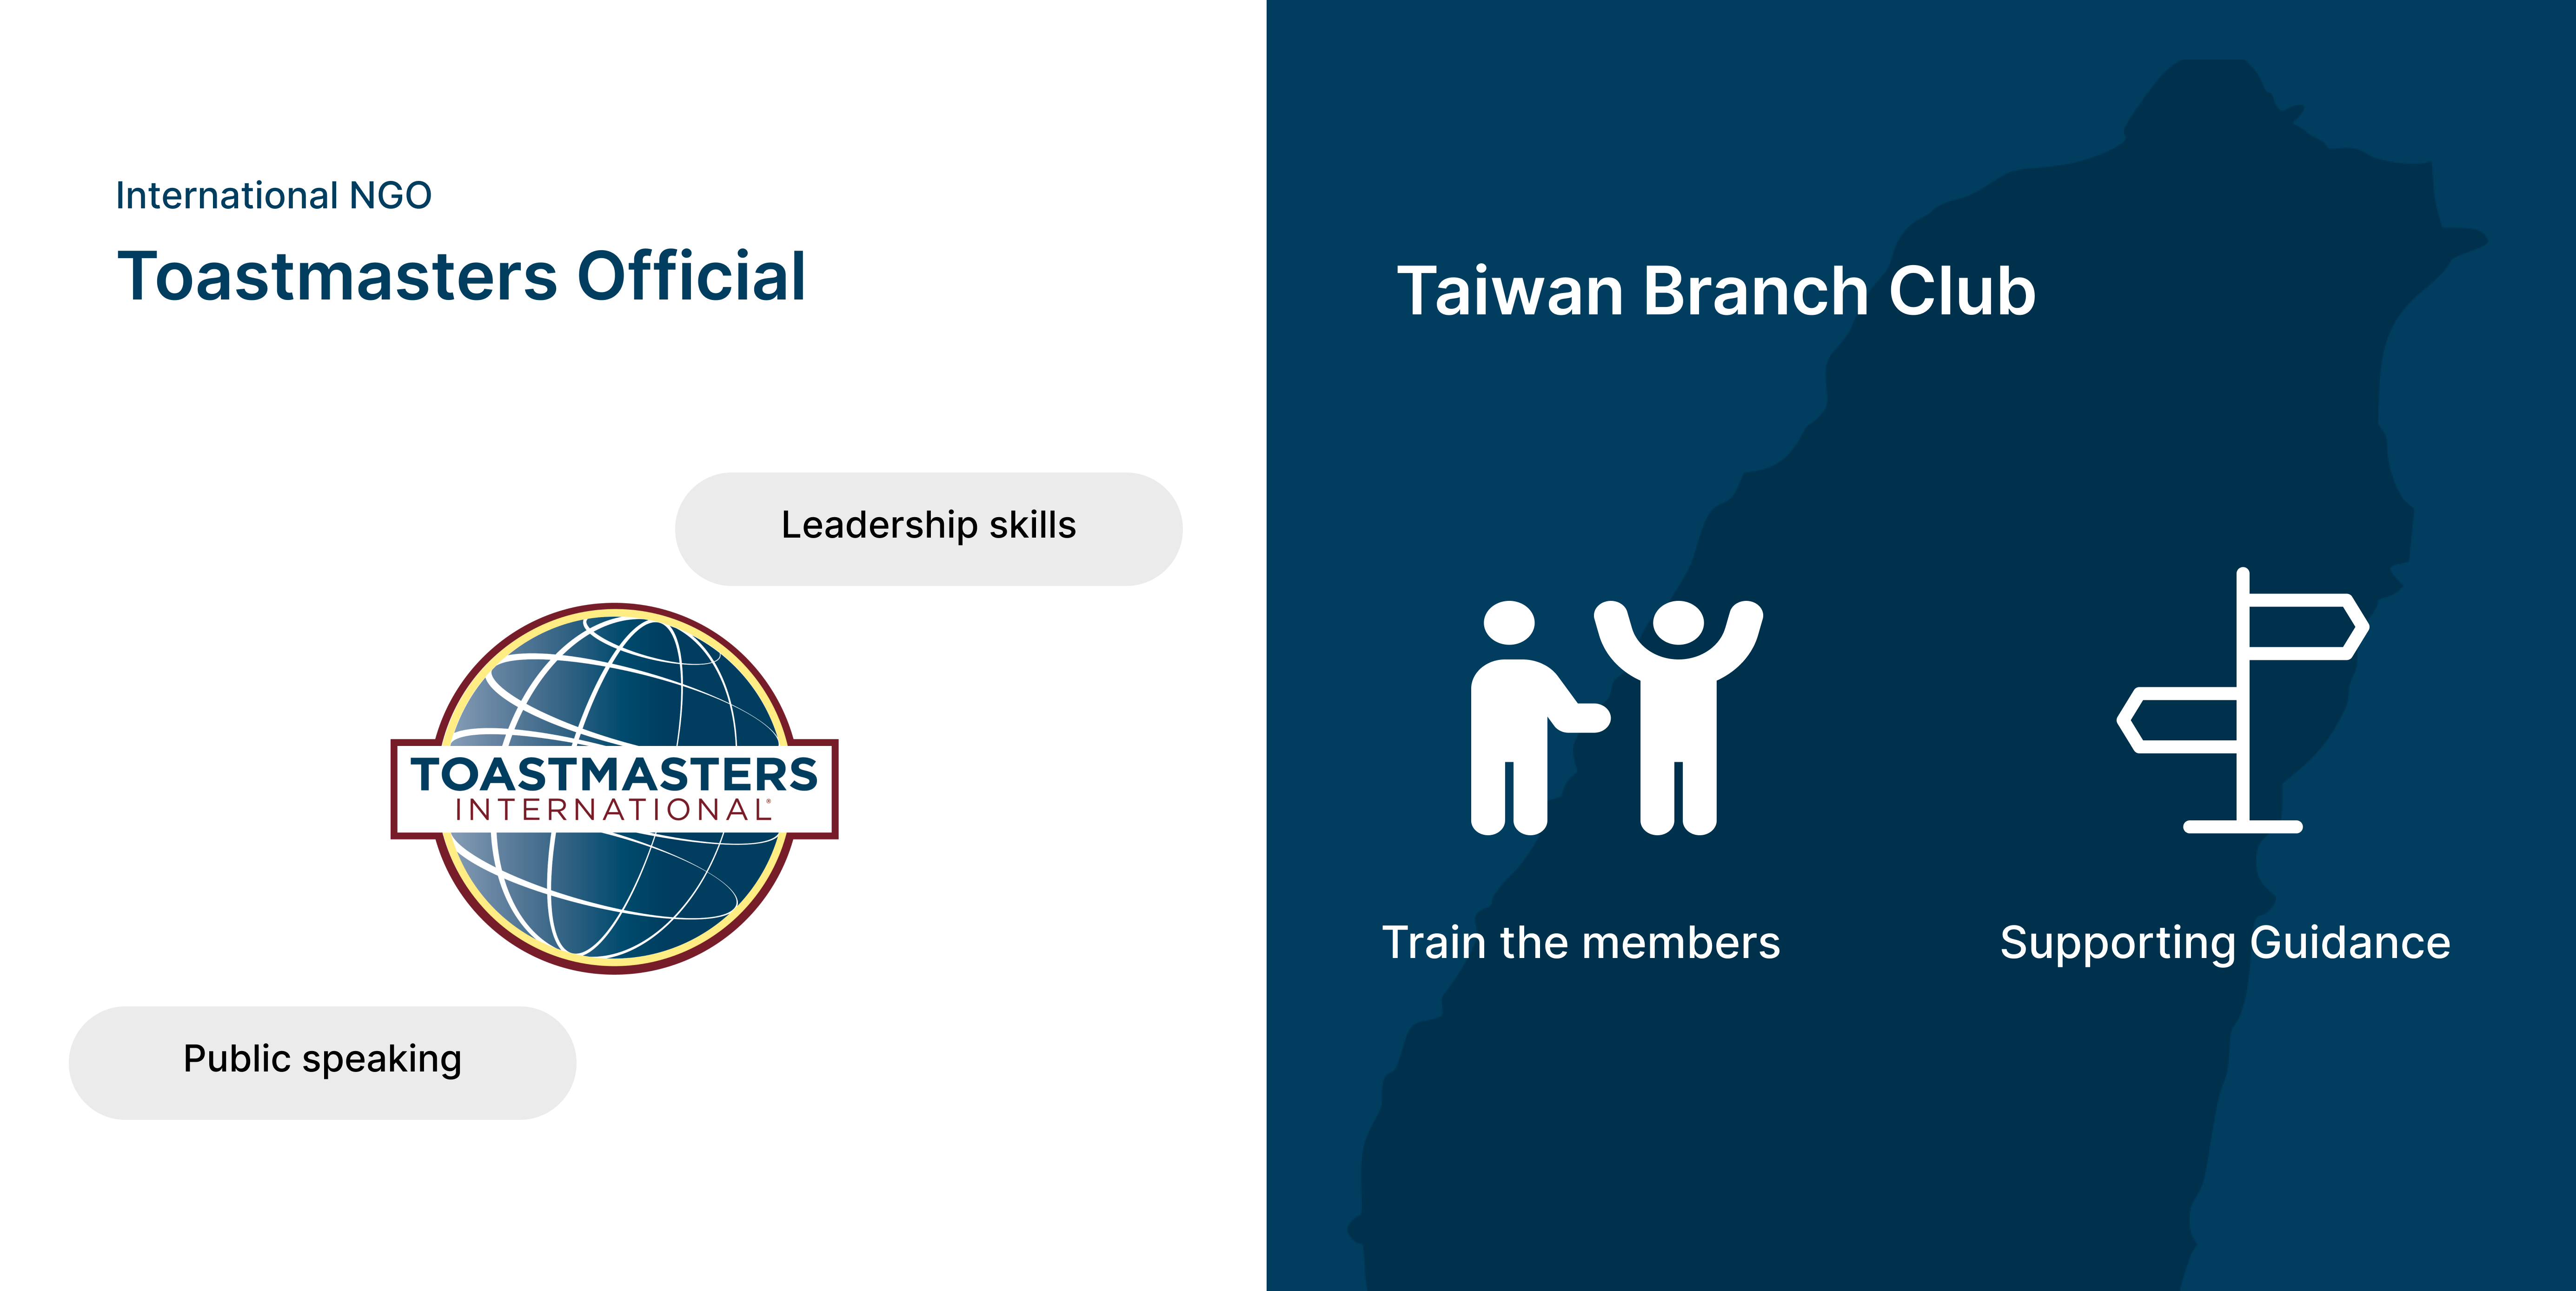 International NGO
Toastmasters Official
Leadership skills
TOASTMASTERS
INTERNATIONAL®
Public speaking
Taiwan Branch Club
Train the members
Supporting Guidance